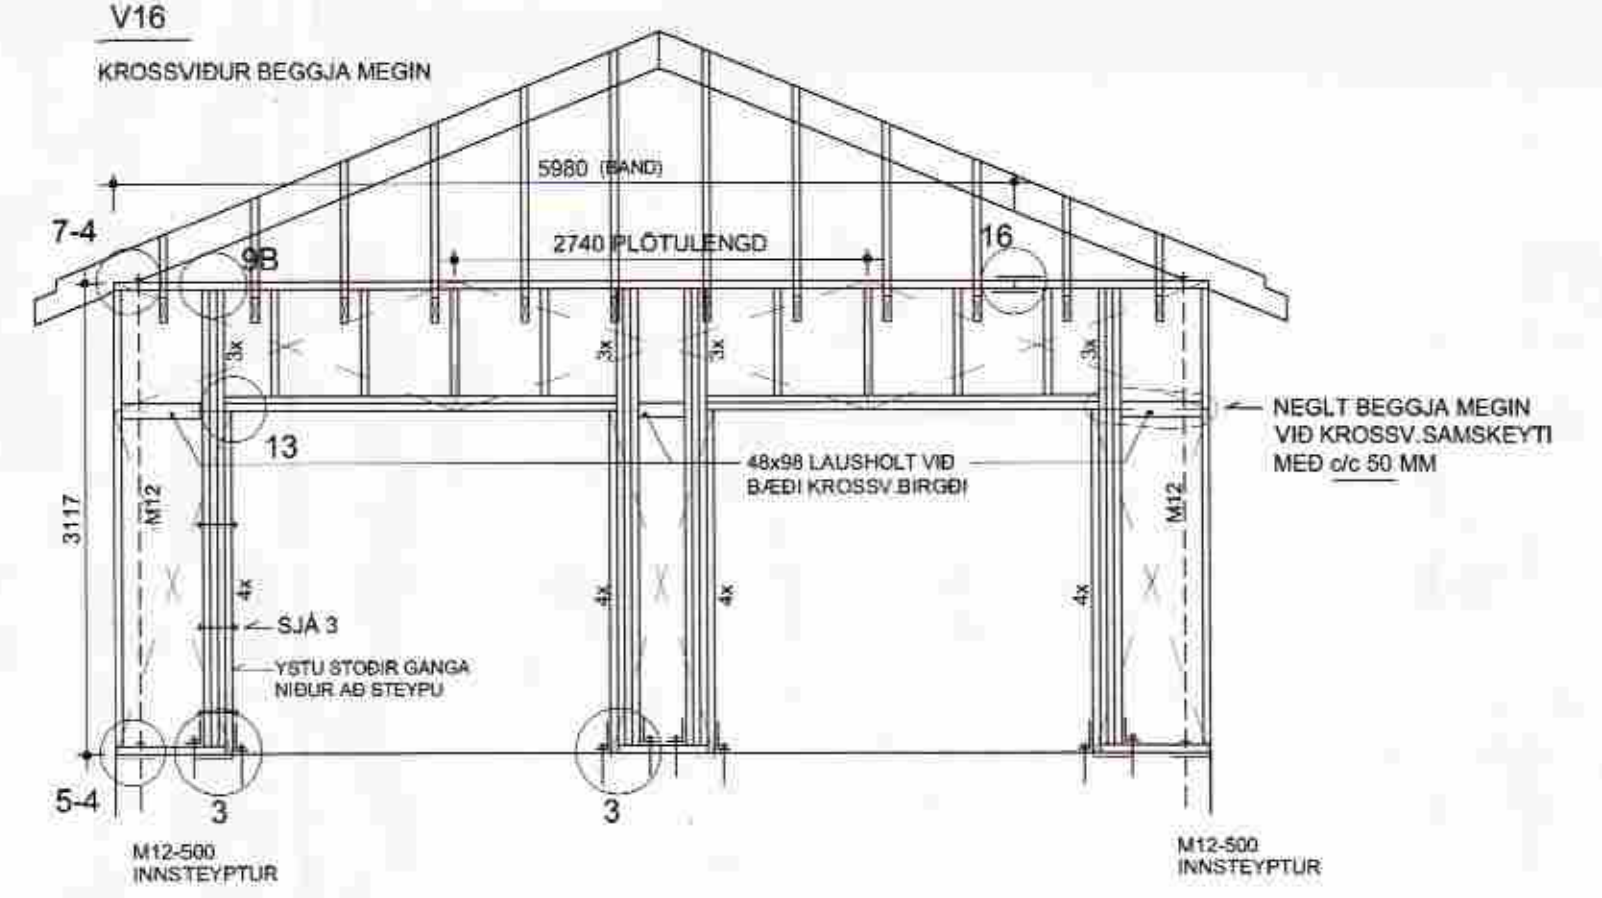 V16
KROSSVIÐUR BEGGJA MEGIN
5980 (BAND)
7-4
9B
2740 PLÖTULENGD
16
3x
3x
3x
3x
13
NEGLT BEGGJA MEGIN
VIÐ KROSSV.SAMSKEYTI
MEÐ c/c 50 MM
48x98 LAUSHOLT VIÐ
BÆÐI KROSSV.BIRGÐI
3117
M12
M12
4x
4x
4x
4x
SJÁ 3
YSTU STOÐIR GANGA
NIÐUR AÐ STEYPU
5-4
3
3
M12-500
INNSTEYPTUR
M12-500
INNSTEYPTUR